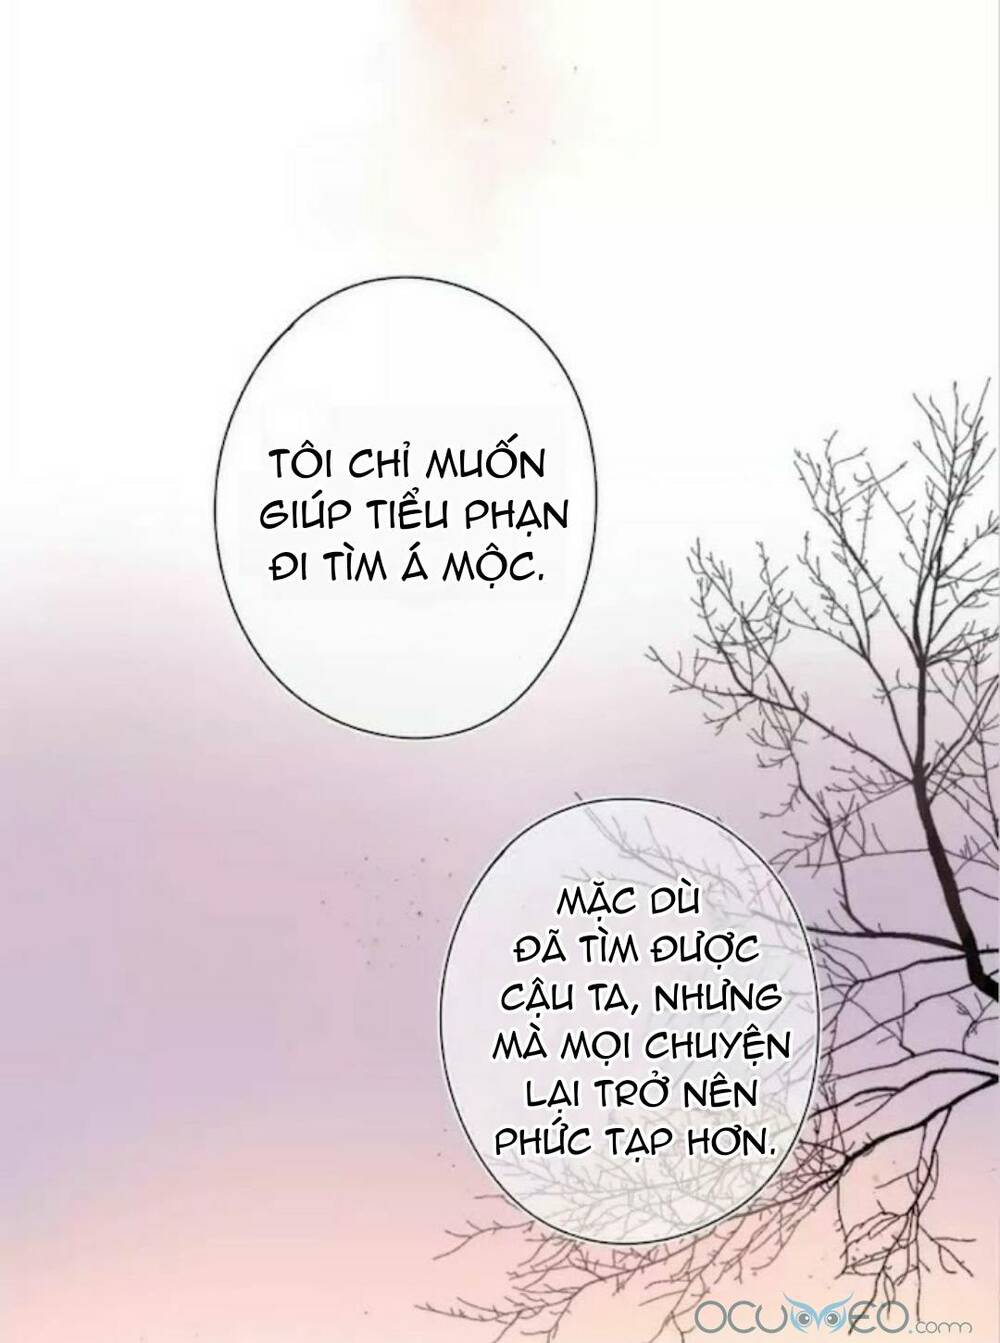 TÔI CHỈ MUỐN
GIÚP TIỂU PHẠN
ĐI TÌM Á MỘC.
MẶC DÙ
ĐÃ TÌM ĐƯỢC
CẬU TA, NHƯNG
MÀ MỌI CHUYỆN
LẠI TRỞ NÊN
PHỨC TẠP HƠN.
OCUMEO.comm